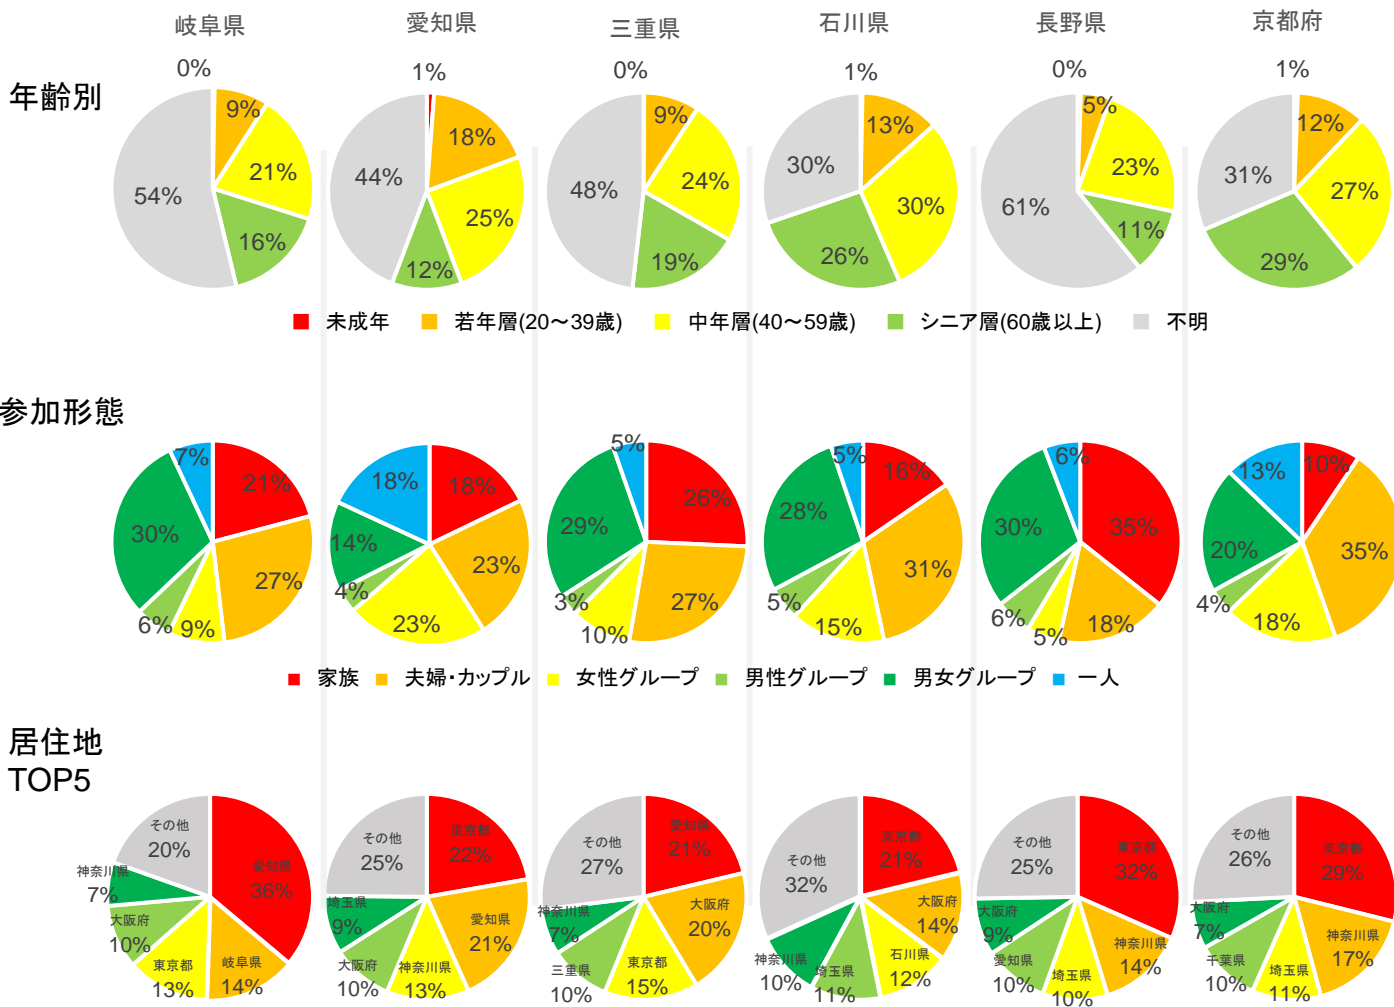 岐阜県 愛知県 三重県 石川県 長野県 京都府
年齢別
0% 9% 21% 16% 54%
1% 18% 25% 12% 44%
0% 9% 24% 19% 48%
1% 13% 30% 26% 30%
0% 5% 23% 11% 61%
1% 12% 27% 29% 31%
未成年 若年層(20～39歳) 中年層(40～59歳) シニア層(60歳以上) 不明
参加形態
21% 27% 9% 6% 30% 7%
18% 23% 23% 4% 14% 18%
26% 27% 10% 3% 29% 5%
16% 31% 15% 5% 28% 5%
35% 18% 5% 6% 30% 6%
10% 35% 18% 4% 20% 13%
家族 夫婦・カップル 女性グループ 男性グループ 男女グループ 一人
居住地
TOP5
愛知県
36%
岐阜県
14%
東京都
13%
大阪府
10%
神奈川県
7%
その他
20%
東京都
22%
愛知県
21%
神奈川県
13%
大阪府
10%
埼玉県
9%
その他
25%
愛知県
21%
大阪府
20%
東京都
15%
三重県
10%
神奈川県
7%
その他
27%
東京都
21%
大阪府
14%
石川県
12%
埼玉県
11%
神奈川県
10%
その他
32%
東京都
32%
神奈川県
14%
埼玉県
10%
愛知県
10%
大阪府
9%
その他
25%
東京都
29%
神奈川県
17%
埼玉県
11%
千葉県
10%
大阪府
7%
その他
26%